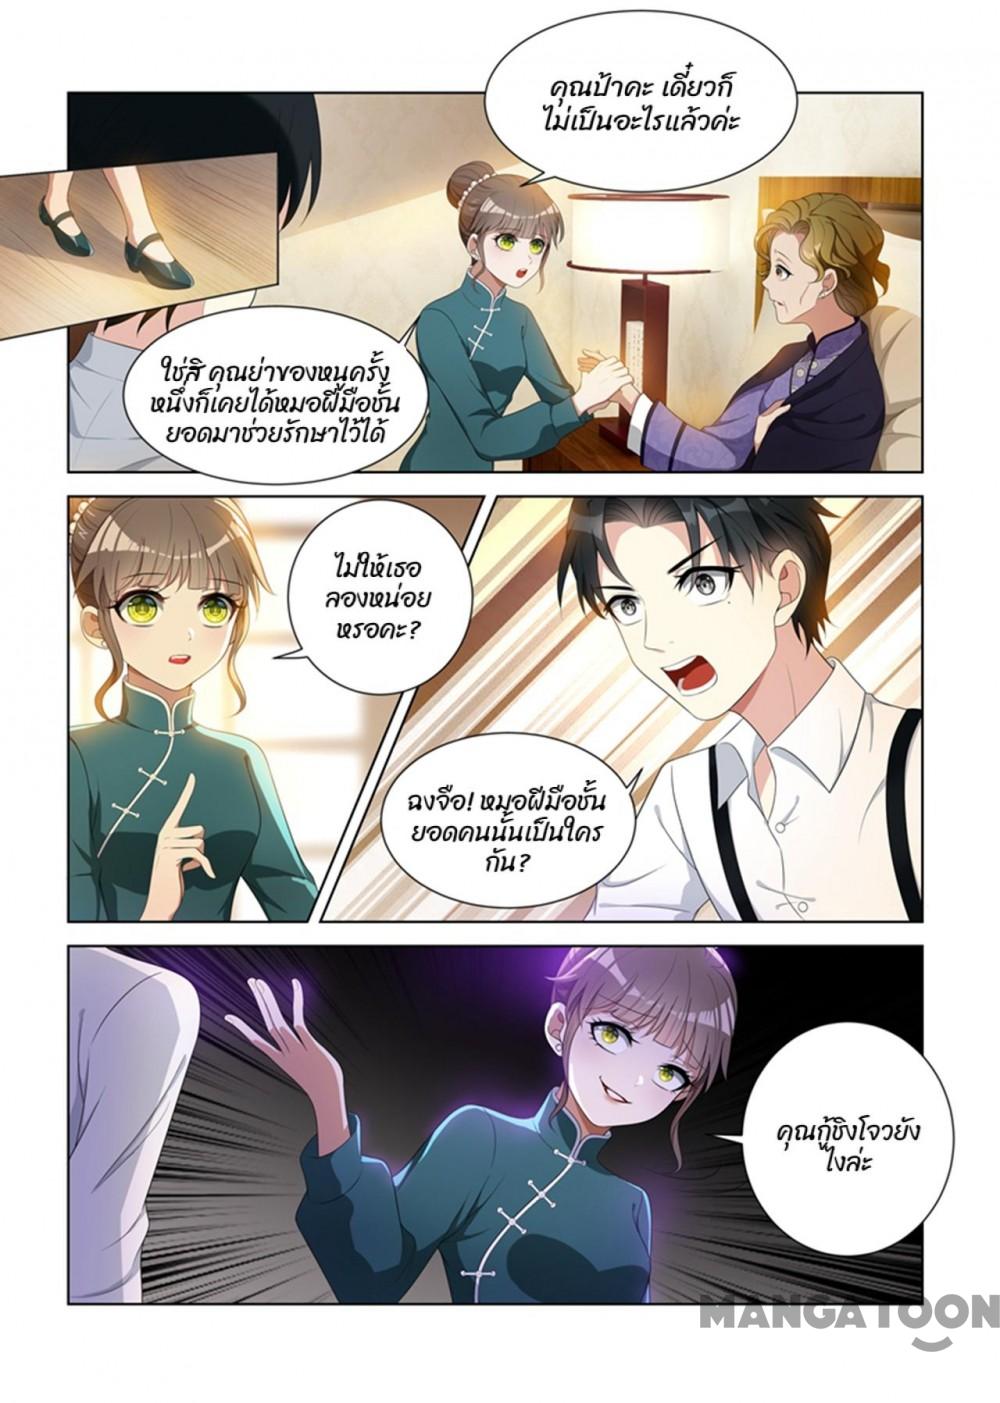 คุณป้าคะ เดี๋ยวก็
ไม่เป็นอะไรแล้วค่ะ
ใช่สิ คุณย่าของหนูครั้ง
หนึ่งก็เคยได้หมอฝีมือชั้น
ยอดมาช่วยรักษาไว้ได้
ไม่ให้เธอ
ลองหน่อย
หรอคะ?
ฉงจือ! หมอฝีมือชั้น
ยอดคนนั้นเป็นใคร
กัน?
คุณกู้ชิงโจวยัง
ไงล่ะ
MANGATOON